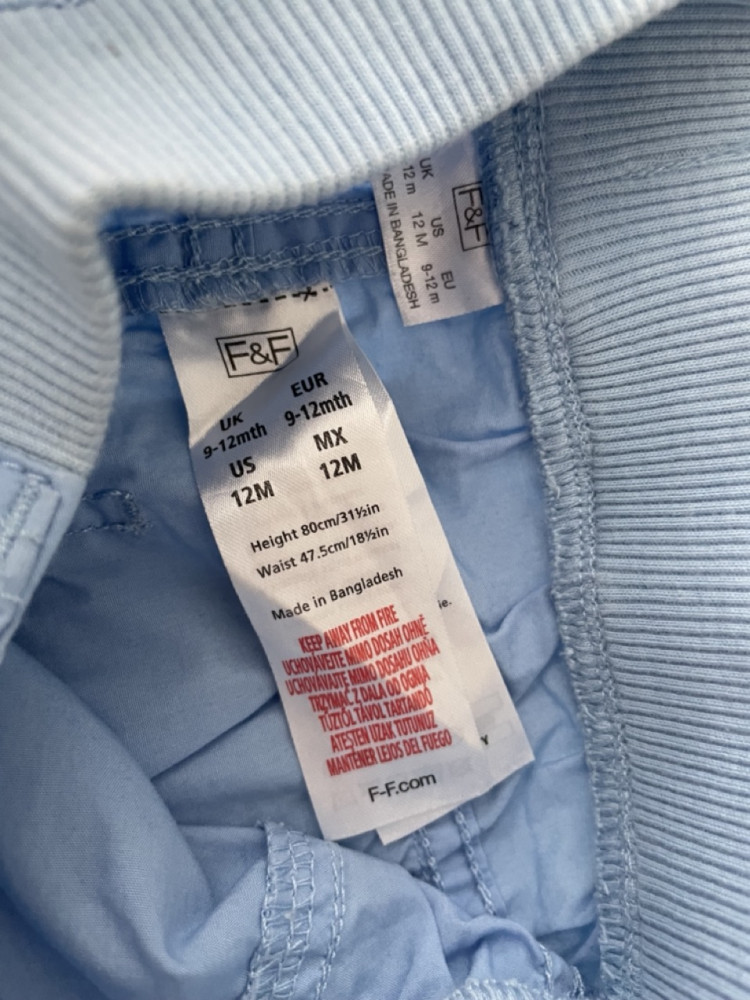 F&F
UK
EUR
9-12mth
9-12mth
US
MX
12M
12M
Height 80cm/31½in
Waist 47.5cm/18½in
Made in Bangladesh
KEEP AWAY FROM FIRE
UCHOVÁVEJTE MIMO DOSAH OHNĚ
UCHOVÁVAJTE MIMO DOSAHU OHŇA
TRZYMAĆ Z DALA OD OGNIA
TŰZTŐL TÁVOL TARTANDÓ
ATEŞTEN UZAK TUTUNUZ
MANTENER LEJOS DEL FUEGO
F-F.com
ie.
F&F
UK US EU
12 m 12 M 9-12 m
ADE IN BANGLADESH